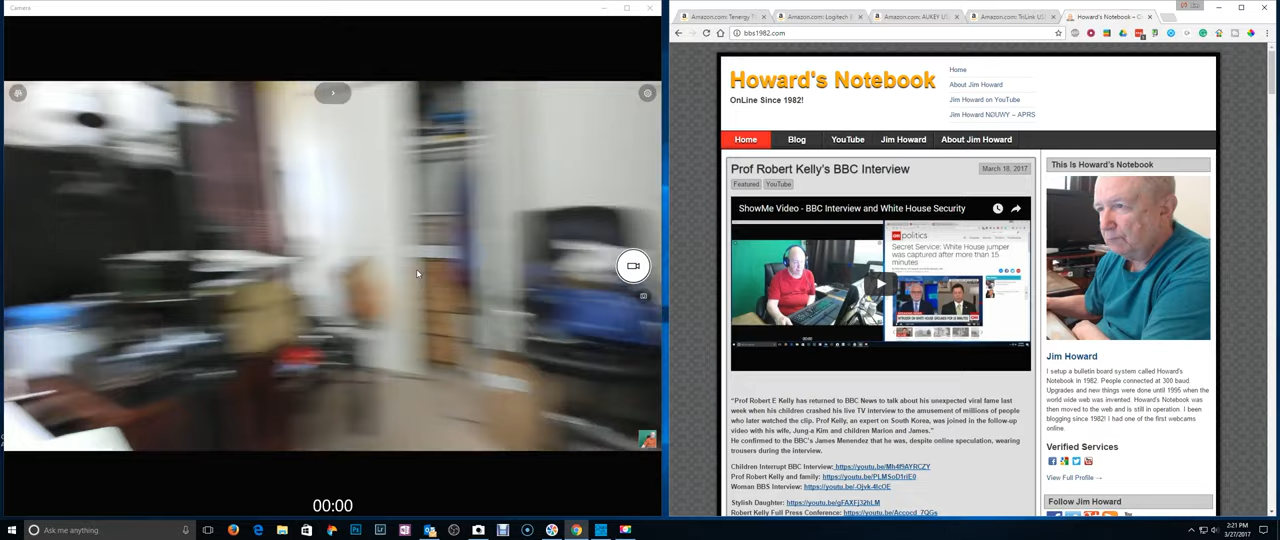 Camera
00:00
Amazon.com: Tenergy T
Amazon.com: Logitech
Amazon.com: AUKEY U
Amazon.com: TriLink US
Howard's Notebook – O
bbs1982.com
Howard's Notebook
OnLine Since 1982!
Home
About Jim Howard
Jim Howard on YouTube
Jim Howard NØUWY – APRS
Home Blog YouTube Jim Howard About Jim Howard
Prof Robert Kelly's BBC Interview
March 18, 2017
Featured YouTube
ShowMe Video - BBC Interview and White House Security
politics
Secret Service: White House jumper
was captured after more than 15
minutes
"Prof Robert E Kelly has returned to BBC News to talk about his unexpected viral fame last
week when his children crashed his live TV interview to the amusement of millions of people
who later watched the clip. Prof Kelly, an expert on South Korea, was joined in the follow-up
video with his wife, Jung-a Kim and children Marion and James."
He confirmed to the BBC's James Menendez that he was, despite online speculation, wearing
trousers during the interview.
Children Interrupt BBC Interview: https://youtu.be/Mh4f9AYRCZY
Prof Robert Kelly and family: https://youtu.be/PLMSoD1riE0
Woman BBS Interview: https://youtu.be/-Ojvk-4IcOE
Stylish Daughter: https://youtu.be/gFAXFj32hLM
Robert Kelly Full Press Conference: https://youtu.be/Accocd_7QGs
This Is Howard's Notebook
Jim Howard
I setup a bulletin board system called Howard's
Notebook in 1982. People connected at 300 baud.
Upgrades and new things were done until 1995 when the
world wide web was invented. Howard's Notebook was
then moved to the web and is still in operation. I been
blogging since 1982! I had one of the first webcams
online.
Verified Services
View Full Profile →
Follow Jim Howard
Ask me anything
2:21 PM
3/27/2017